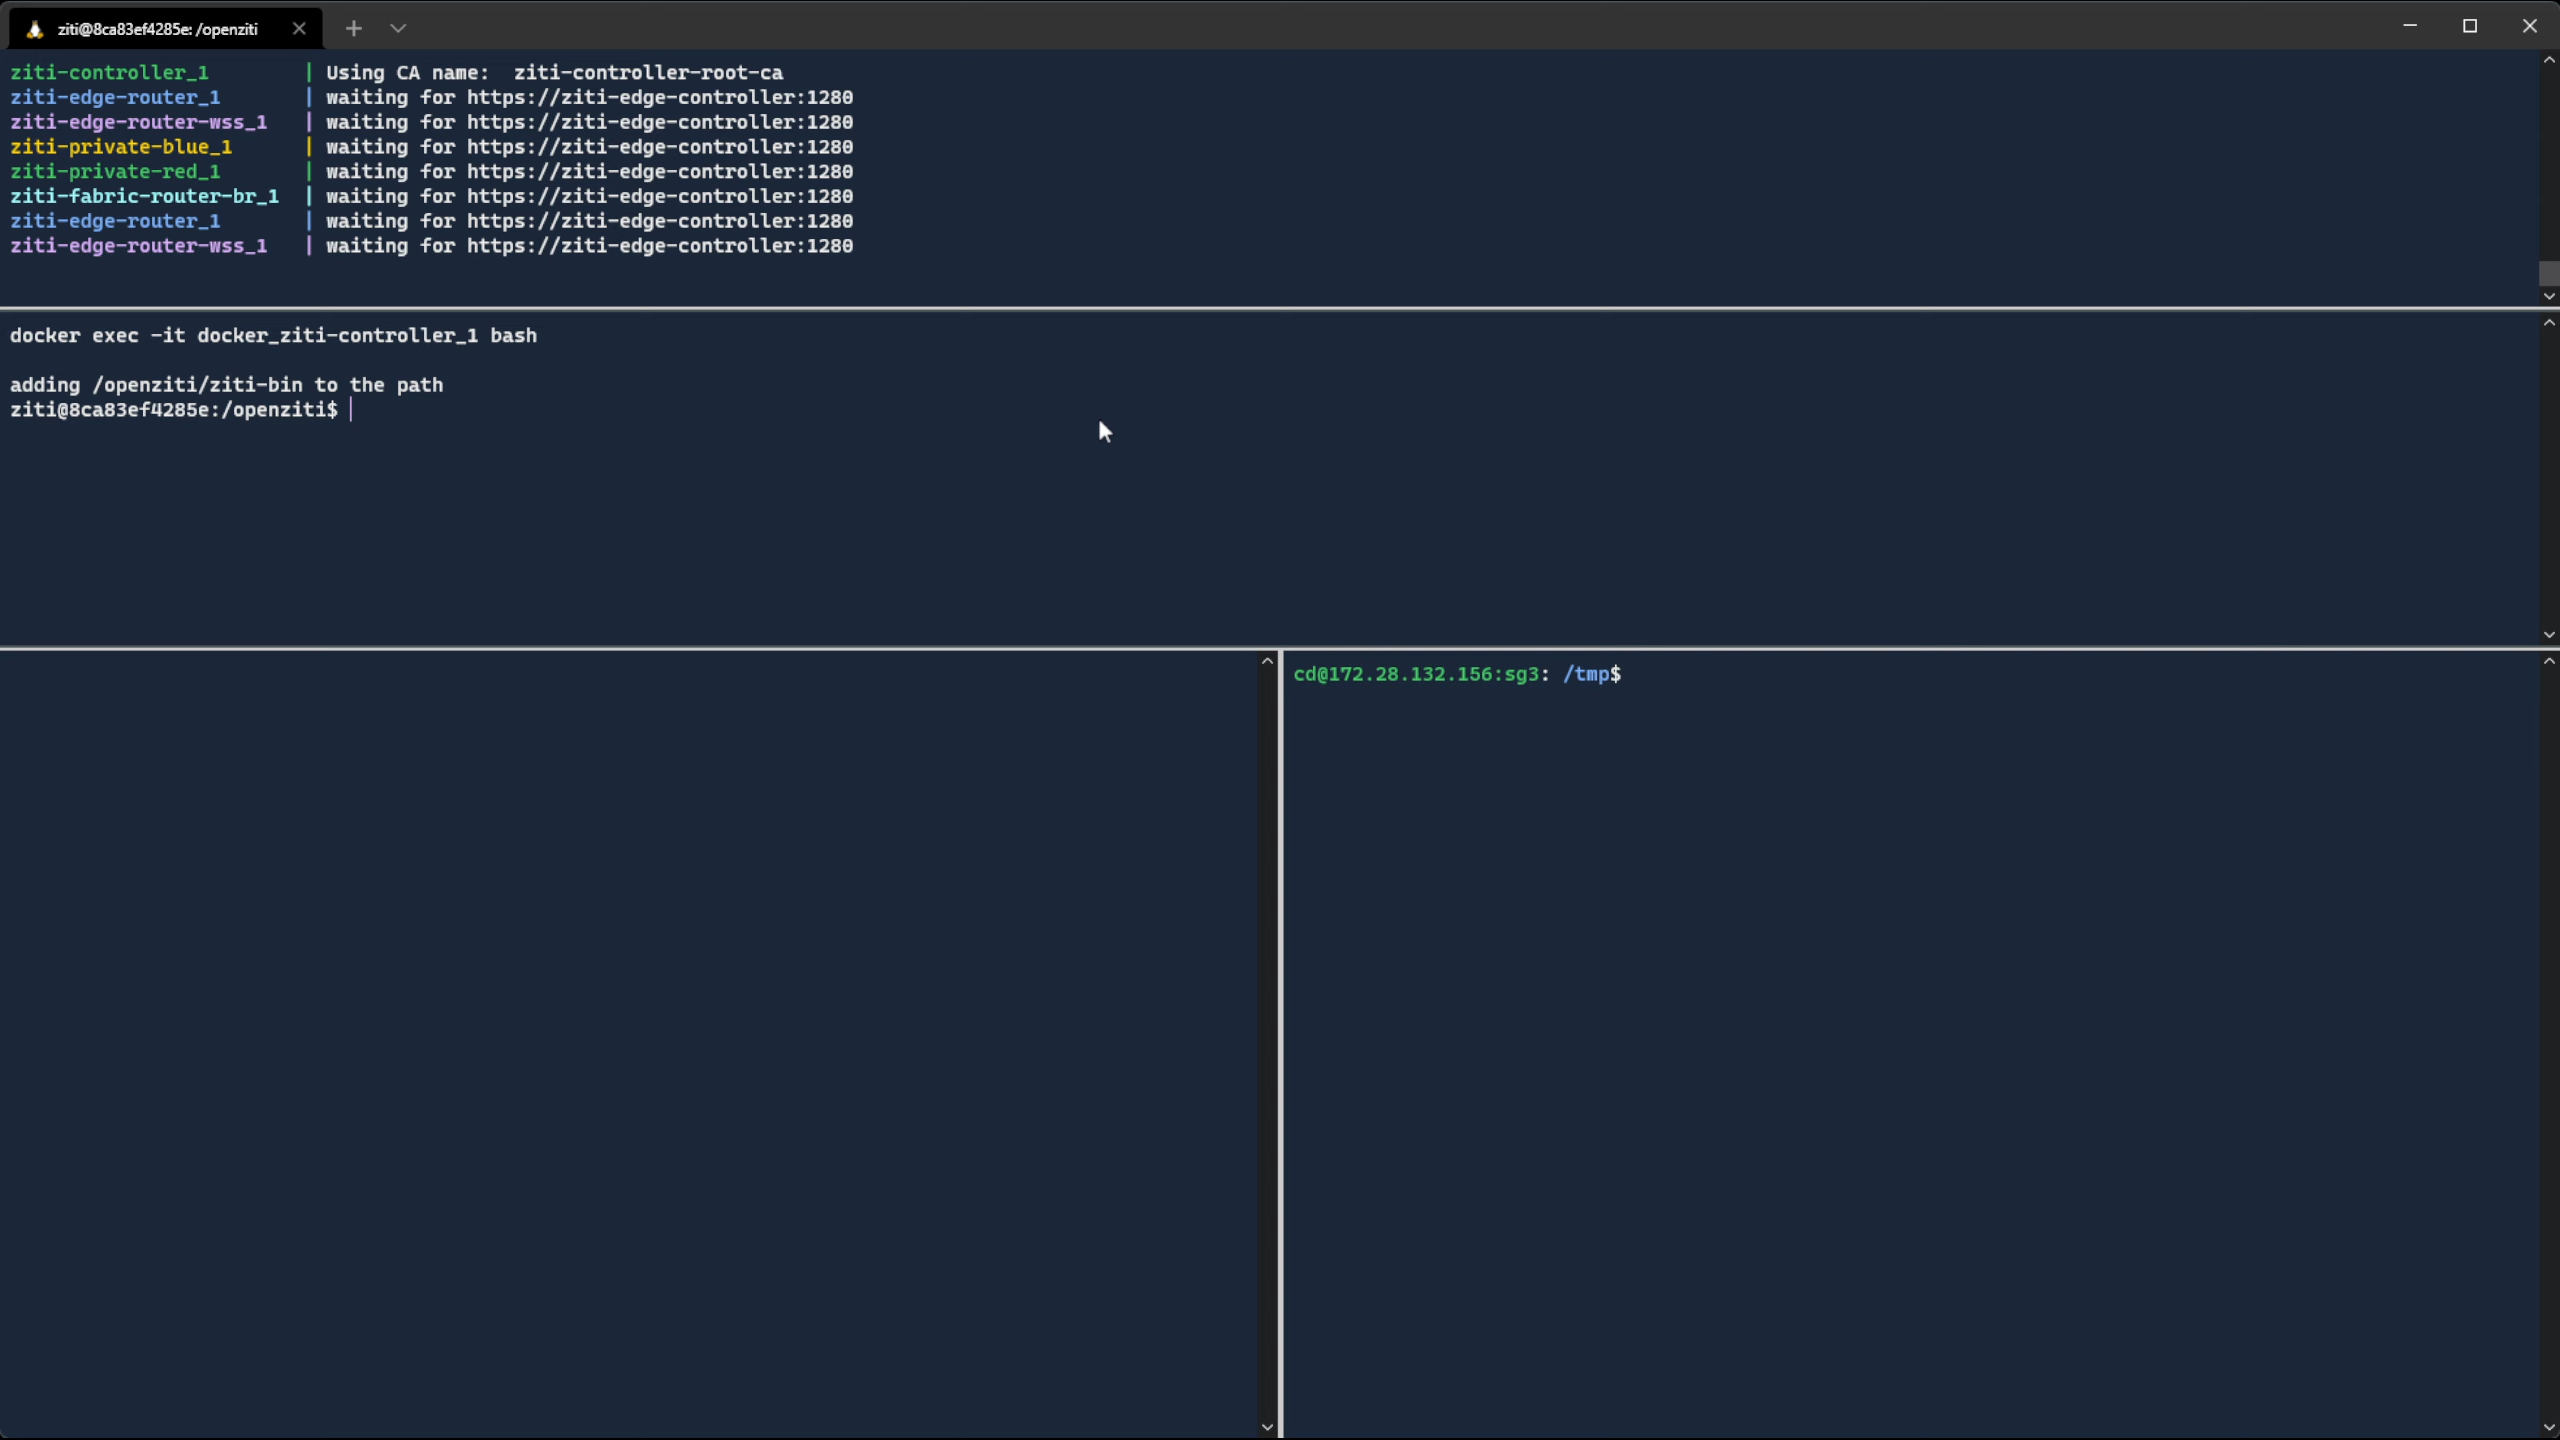 ziti@8ca83ef4285e: /openziti
ziti-controller_1 | Using CA name: ziti-controller-root-ca
ziti-edge-router_1 | waiting for https://ziti-edge-controller:1280
ziti-edge-router-wss_1 | waiting for https://ziti-edge-controller:1280
ziti-private-blue_1 | waiting for https://ziti-edge-controller:1280
ziti-private-red_1 | waiting for https://ziti-edge-controller:1280
ziti-fabric-router-br_1 | waiting for https://ziti-edge-controller:1280
ziti-edge-router_1 | waiting for https://ziti-edge-controller:1280
ziti-edge-router-wss_1 | waiting for https://ziti-edge-controller:1280
docker exec -it docker_ziti-controller_1 bash
adding /openziti/ziti-bin to the path
ziti@8ca83ef4285e:/openziti$
cd@172.28.132.156:sg3: /tmp$